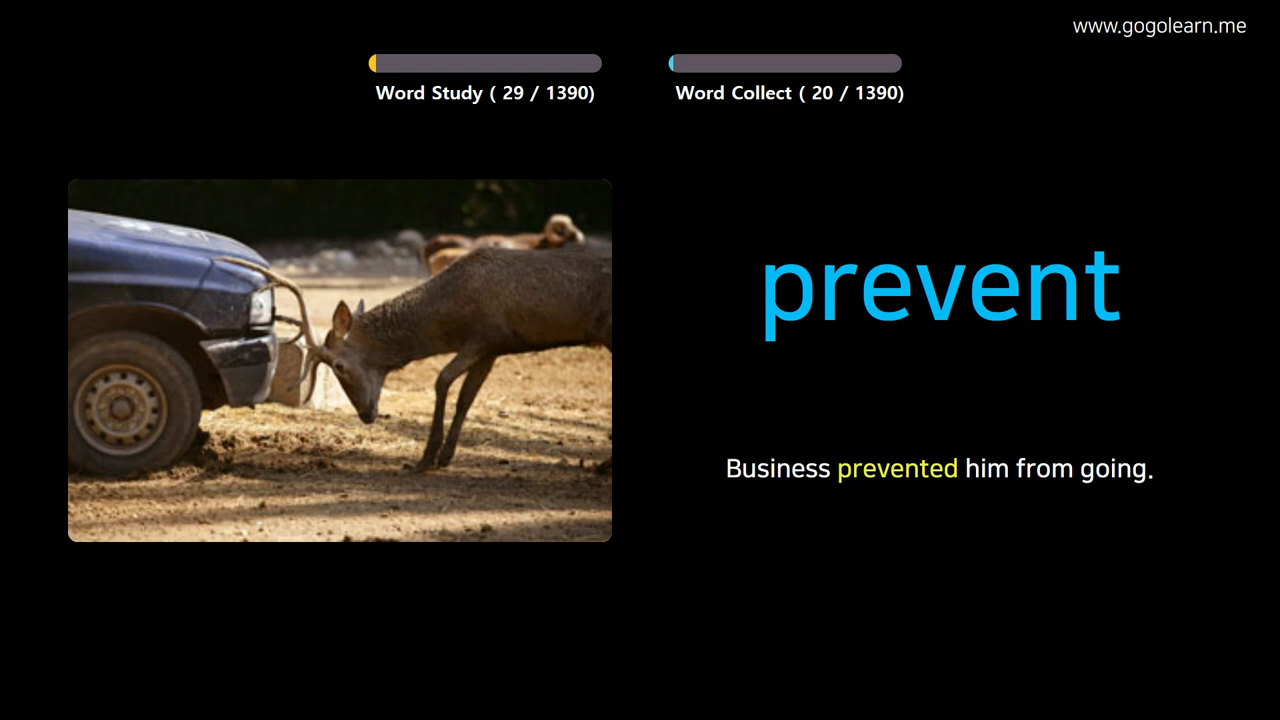 www.gogolearn.me
Word Study ( 29 / 1390)
Word Collect ( 20 / 1390)
prevent
Business prevented him from going.